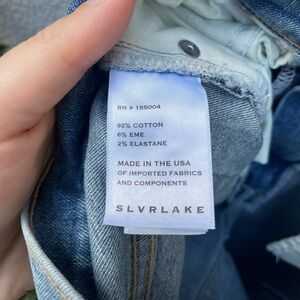 RN # 155004
92% COTTON
6% EME
2% ELASTANE
MADE IN THE USA
OF IMPORTED FABRICS
AND COMPONENTS
SLVRLAKE